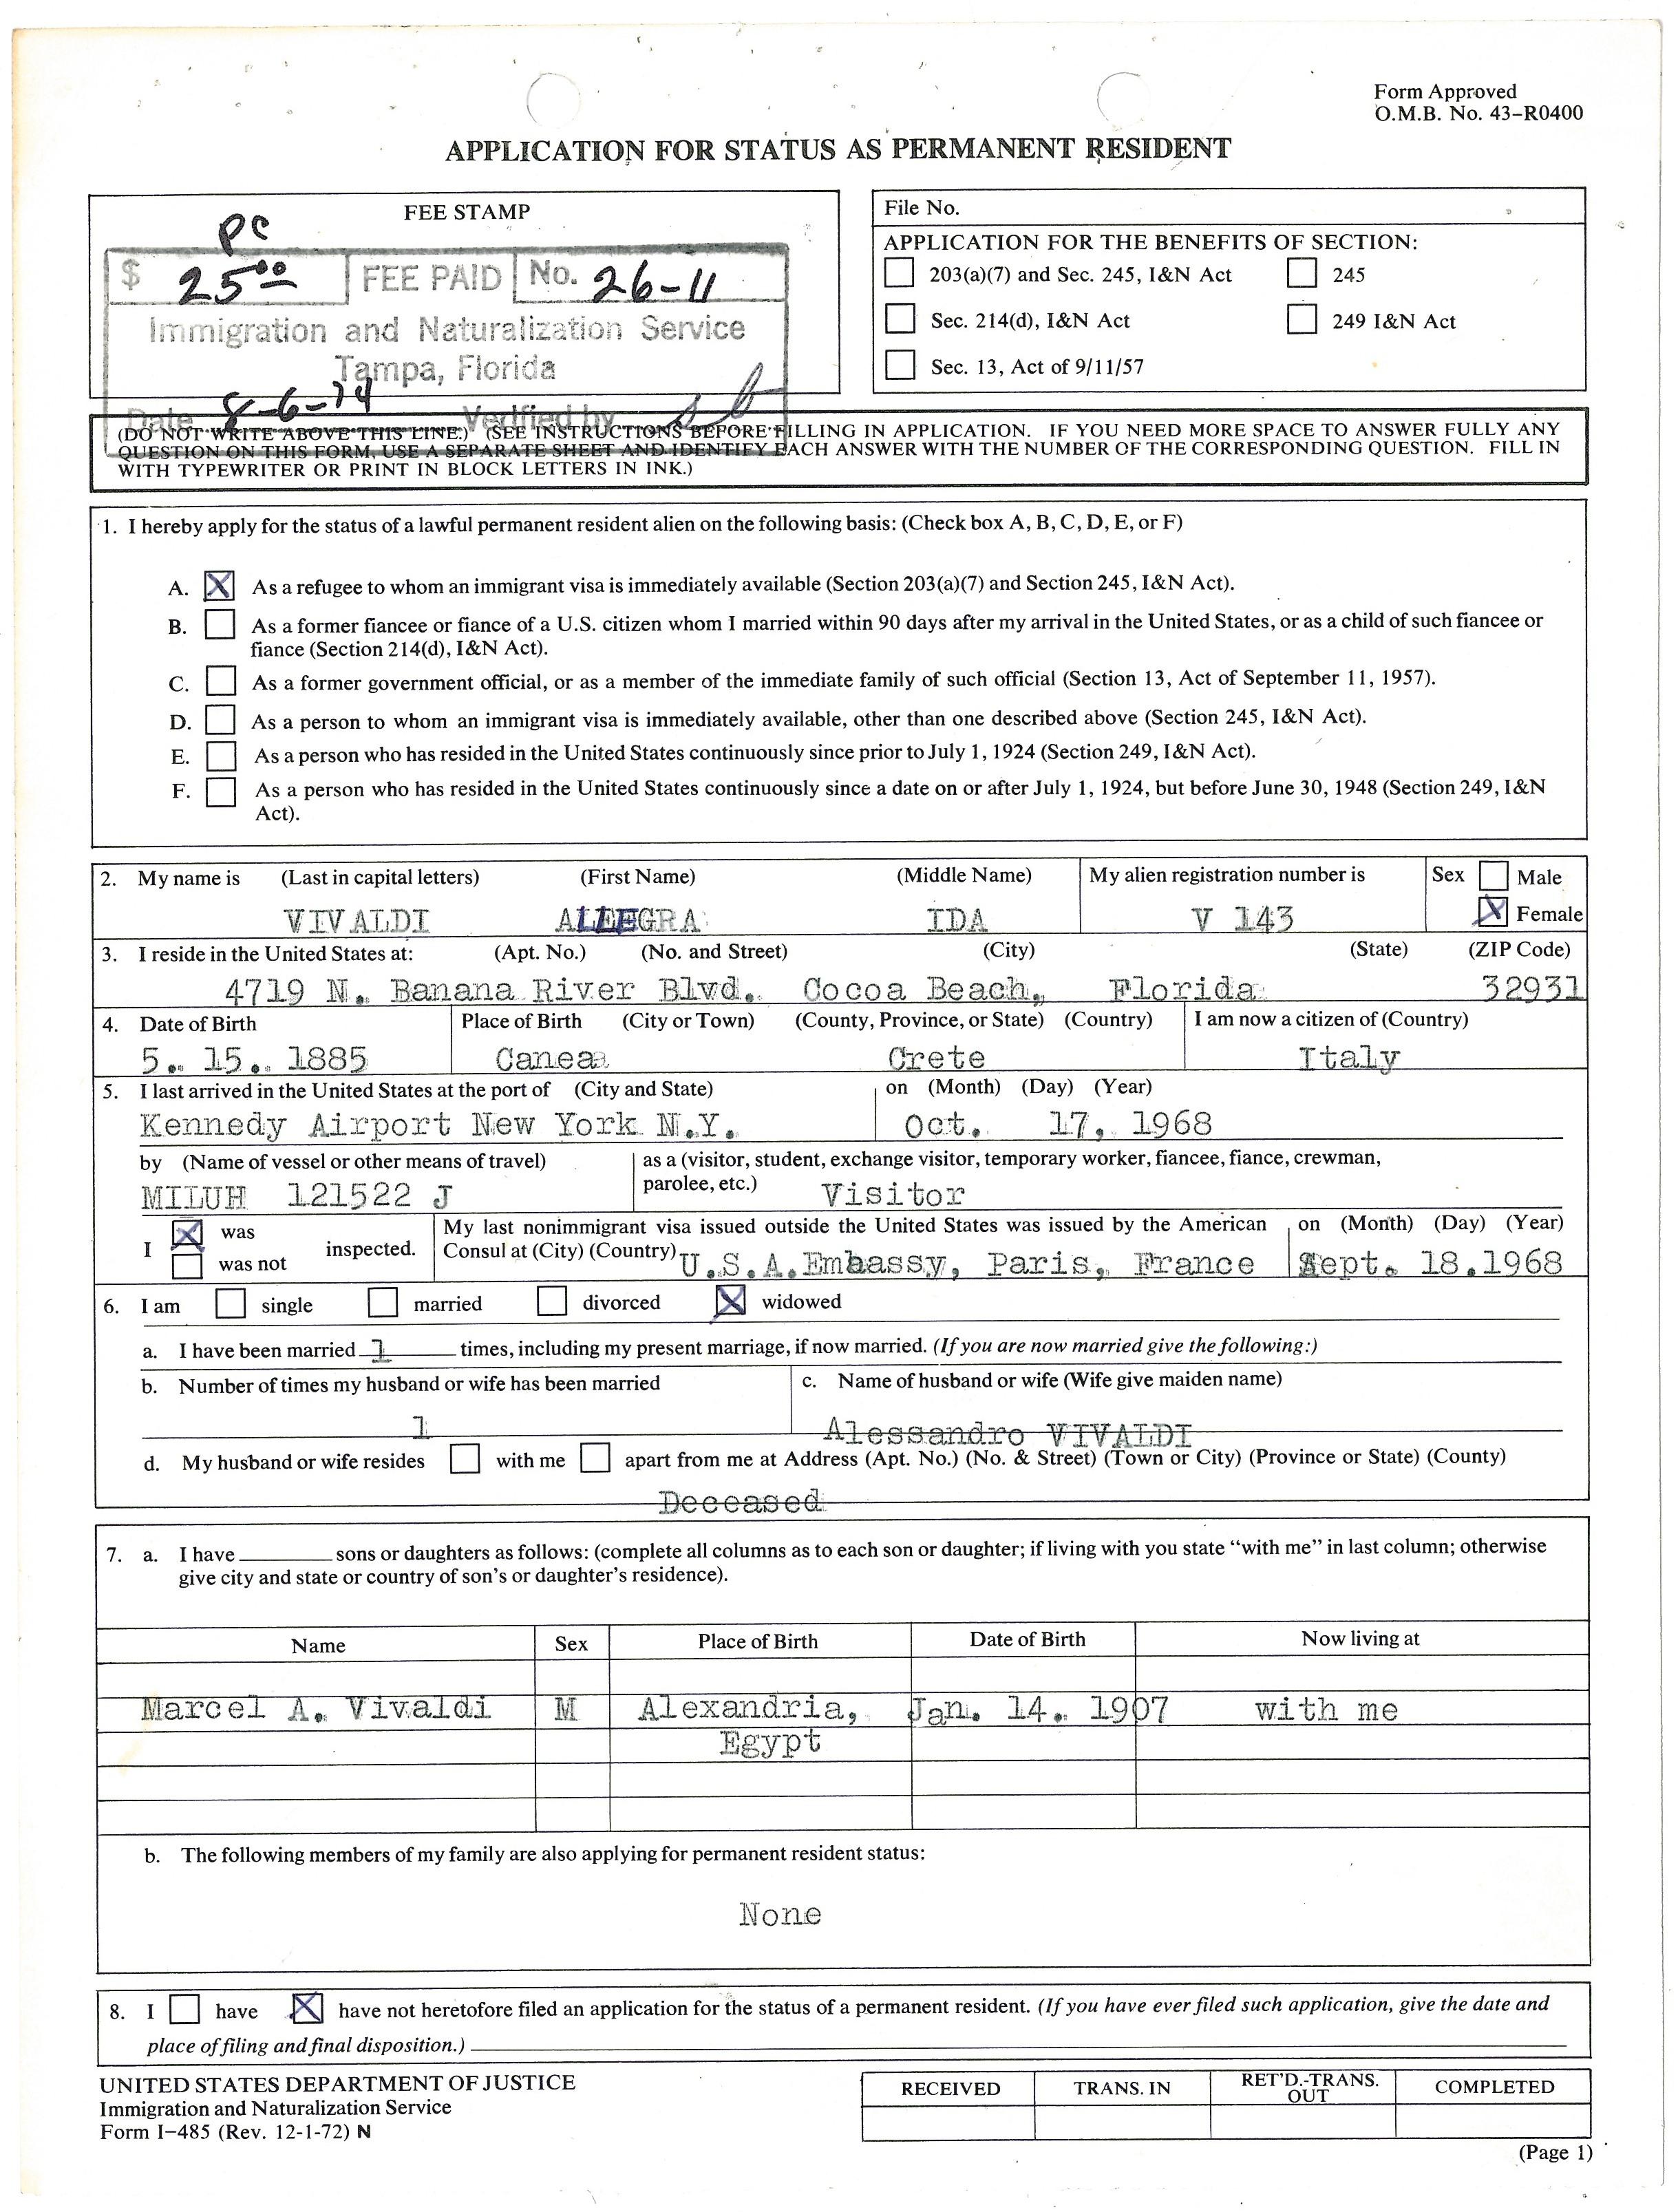 Form Approved
O.M.B. No. 43-R0400
APPLICATION FOR STATUS AS PERMANENT RESIDENT
FEE STAMP
PC
$ 25 00 FEE PAID No. 26-11
Immigration and Naturalization Service
Tampa, Florida
Date 8-6-74 Verified by
File No.
APPLICATION FOR THE BENEFITS OF SECTION:
203(a)(7) and Sec. 245, I&N Act 245
Sec. 214(d), I&N Act 249 I&N Act
Sec. 13, Act of 9/11/57
(DO NOT WRITE ABOVE THIS LINE.) (SEE INSTRUCTIONS BEFORE FILLING IN APPLICATION. IF YOU NEED MORE SPACE TO ANSWER FULLY ANY
QUESTION ON THIS FORM, USE A SEPARATE SHEET AND IDENTIFY EACH ANSWER WITH THE NUMBER OF THE CORRESPONDING QUESTION. FILL IN
WITH TYPEWRITER OR PRINT IN BLOCK LETTERS IN INK.)
1. I hereby apply for the status of a lawful permanent resident alien on the following basis: (Check box A, B, C, D, E, or F)
A. X As a refugee to whom an immigrant visa is immediately available (Section 203(a)(7) and Section 245, I&N Act).
B. As a former fiancee or fiance of a U.S. citizen whom I married within 90 days after my arrival in the United States, or as a child of such fiancee or
fiance (Section 214(d), I&N Act).
C. As a former government official, or as a member of the immediate family of such official (Section 13, Act of September 11, 1957).
D. As a person to whom an immigrant visa is immediately available, other than one described above (Section 245, I&N Act).
E. As a person who has resided in the United States continuously since prior to July 1, 1924 (Section 249, I&N Act).
F. As a person who has resided in the United States continuously since a date on or after July 1, 1924, but before June 30, 1948 (Section 249, I&N
Act).
2. My name is (Last in capital letters) (First Name) (Middle Name) My alien registration number is Sex Male
VIVALDI ALLEGRA IDA V 143 X Female
3. I reside in the United States at: (Apt. No.) (No. and Street) (City) (State) (ZIP Code)
4719 N. Banana River Blvd. Cocoa Beach, Florida 32931
4. Date of Birth Place of Birth (City or Town) (County, Province, or State) (Country) I am now a citizen of (Country)
5. 15. 1885 Canea Crete Italy
5. I last arrived in the United States at the port of (City and State) on (Month) (Day) (Year)
Kennedy Airport New York N.Y. Oct. 17, 1968
by (Name of vessel or other means of travel) as a (visitor, student, exchange visitor, temporary worker, fiancee, fiance, crewman,
parolee, etc.)
MILUH 121522 J Visitor
I X was
was not inspected.
My last nonimmigrant visa issued outside the United States was issued by the American on (Month) (Day) (Year)
Consul at (City) (Country) U.S.A.Embassy, Paris, France Sept. 18.1968
6. I am single married divorced X widowed
a. I have been married 1 times, including my present marriage, if now married. (If you are now married give the following:)
b. Number of times my husband or wife has been married c. Name of husband or wife (Wife give maiden name)
1 Alessandro VIVALDI
d. My husband or wife resides with me apart from me at Address (Apt. No.) (No. & Street) (Town or City) (Province or State) (County)
Deceased
7. a. I have ______ sons or daughters as follows: (complete all columns as to each son or daughter; if living with you state “with me” in last column; otherwise
give city and state or country of son’s or daughter’s residence).
Name Sex Place of Birth Date of Birth Now living at
Marcel A. Vivaldi M Alexandria, Jan. 14. 1907 with me
Egypt
b. The following members of my family are also applying for permanent resident status:
None
8. I have X have not heretofore filed an application for the status of a permanent resident. (If you have ever filed such application, give the date and
place of filing and final disposition.)
UNITED STATES DEPARTMENT OF JUSTICE
Immigration and Naturalization Service
Form I-485 (Rev. 12-1-72) N
RECEIVED TRANS. IN RET'D.-TRANS. OUT COMPLETED
(Page 1)